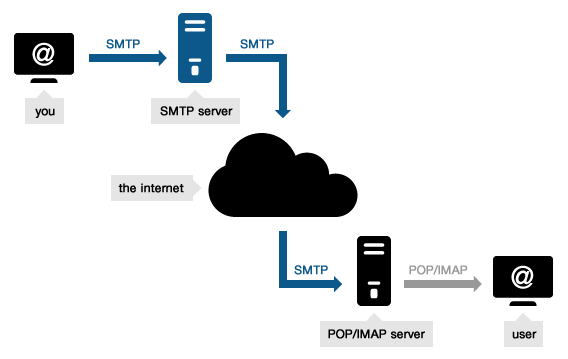 @
SMTP
SMTP
you
SMTP server
the internet
SMTP
POP/IMAP
@
POP/IMAP server
user